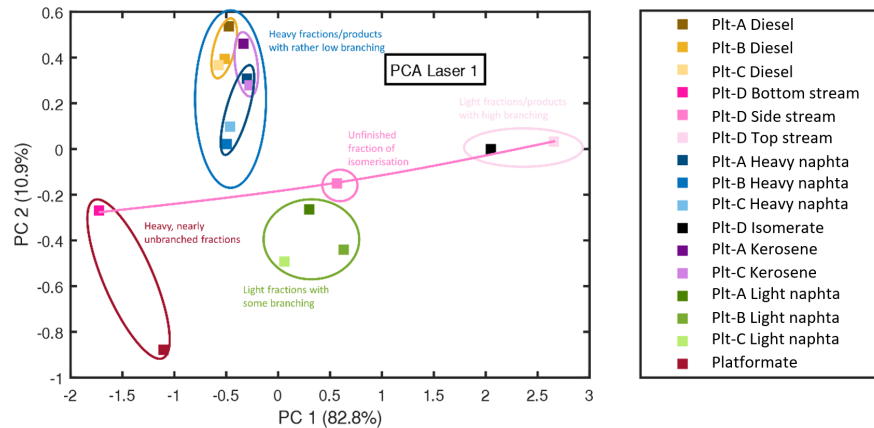 0.6
0.4
0.2
0
-0.2
-0.4
-0.6
-0.8
-1
PC 2 (10.9%)
Heavy fractions/products
with rather low branching
PCA Laser 1
Light fractions/products
with high branching
Unfinished
fraction of
isomerisation
Heavy, nearly
unbranched fractions
Light fractions with
some branching
-2
-1.5
-1
-0.5
0
0.5
1
1.5
2
2.5
3
PC 1 (82.8%)
Plt-A Diesel
Plt-B Diesel
Plt-C Diesel
Plt-D Bottom stream
Plt-D Side stream
Plt-D Top stream
Plt-A Heavy naphta
Plt-B Heavy naphta
Plt-C Heavy naphta
Plt-D Isomerate
Plt-A Kerosene
Plt-C Kerosene
Plt-A Light naphta
Plt-B Light naphta
Plt-C Light naphta
Platformate